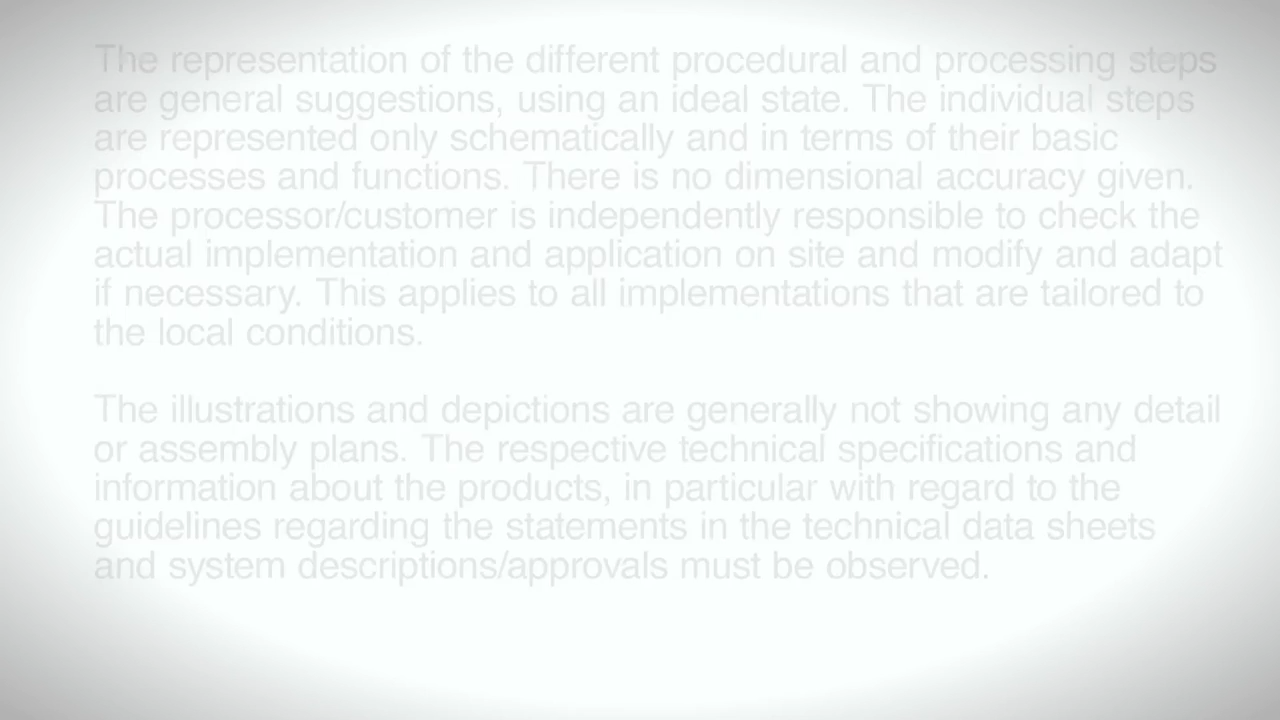 The representation of the different procedural and processing steps
are general suggestions, using an ideal state. The individual steps
are represented only schematically and in terms of their basic
processes and functions. There is no dimensional accuracy given.
The processor/customer is independently responsible to check the
actual implementation and application on site and modify and adapt
if necessary. This applies to all implementations that are tailored to
the local conditions.
The illustrations and depictions are generally not showing any detail
or assembly plans. The respective technical specifications and
information about the products, in particular with regard to the
guidelines regarding the statements in the technical data sheets
and system descriptions/approvals must be observed.